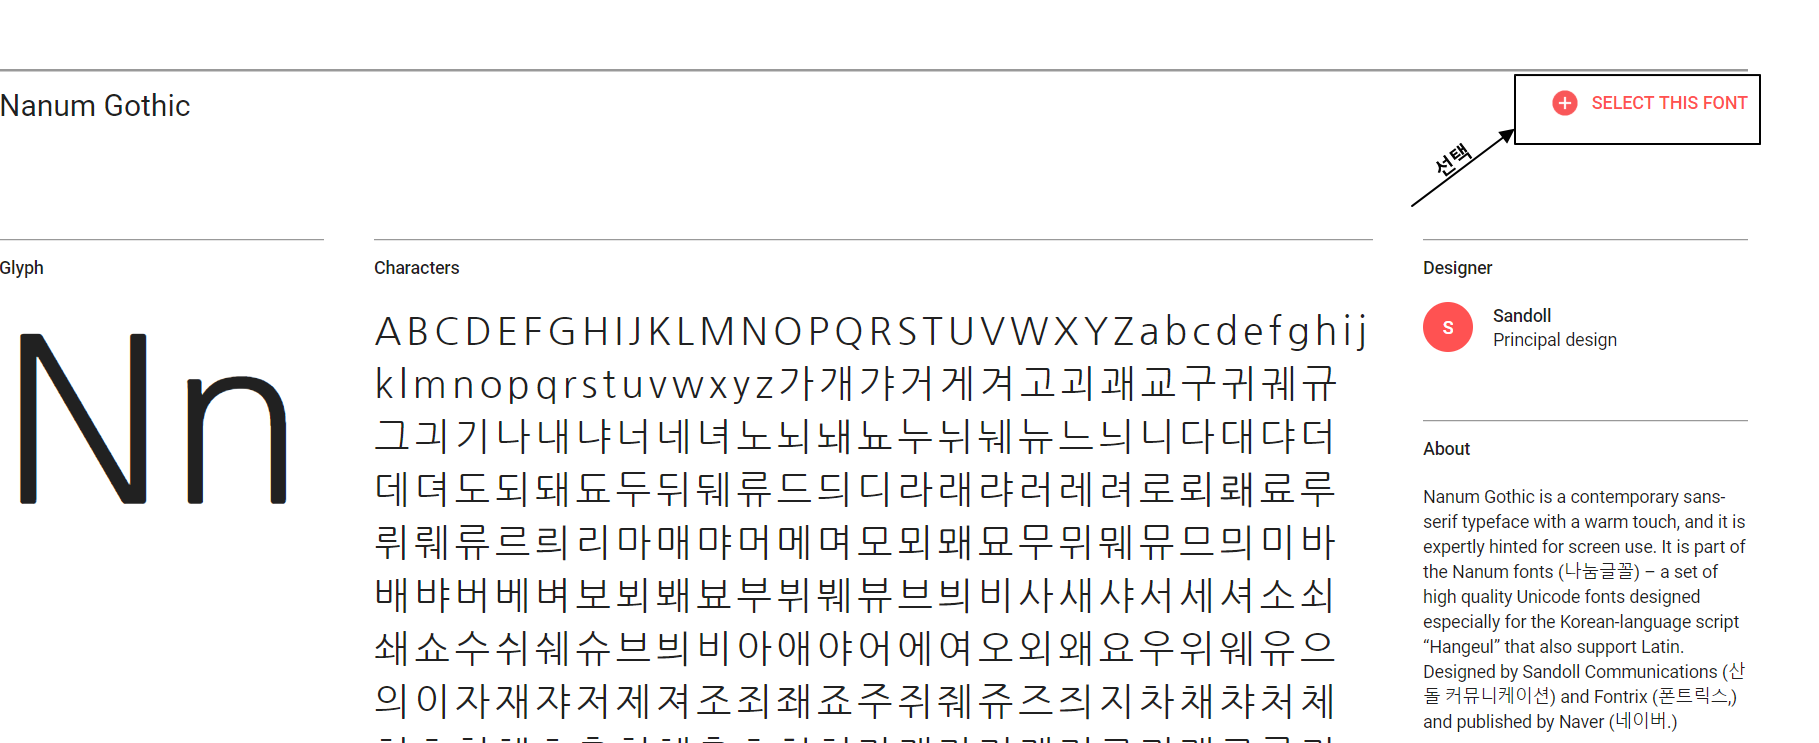 Nanum Gothic
SELECT THIS FONT
선택
Glyph
Nn
Characters
ABCDEFGHIJKLMNOPQRSTUVWXYZabcdefghij
klmnopqrstuvwxyz가개갸거게겨고괴괘교구귀궤규
그긔기나내냐너네녀노뇌놰뇨누뉘눼뉴느늬니다대댜더
데뎌도되돼됴두뒤뒈류드듸디라래랴러레려로뢰뢔료루
뤼뤠류르릐리마매먀머메며모뫼뫠묘무뮈뭬뮤므믜미바
배뱌버베벼보뵈봬뵤부뷔붸뷰브븨비사새샤서세셔소쇠
쇄쇼수쉬쉐슈브븨비아애야어에여오외왜요우위웨유으
의이자재쟈저제져조죄좨죠주쥐줴쥬즈즤지차채챠처체
Designer
S
Sandoll
Principal design
About
Nanum Gothic is a contemporary sans-
serif typeface with a warm touch, and it is
expertly hinted for screen use. It is part of
the Nanum fonts (나눔글꼴) – a set of
high quality Unicode fonts designed
especially for the Korean-language script
“Hangeul” that also support Latin.
Designed by Sandoll Communications (산
돌 커뮤니케이션) and Fontrix (폰트릭스,)
and published by Naver (네이버.)